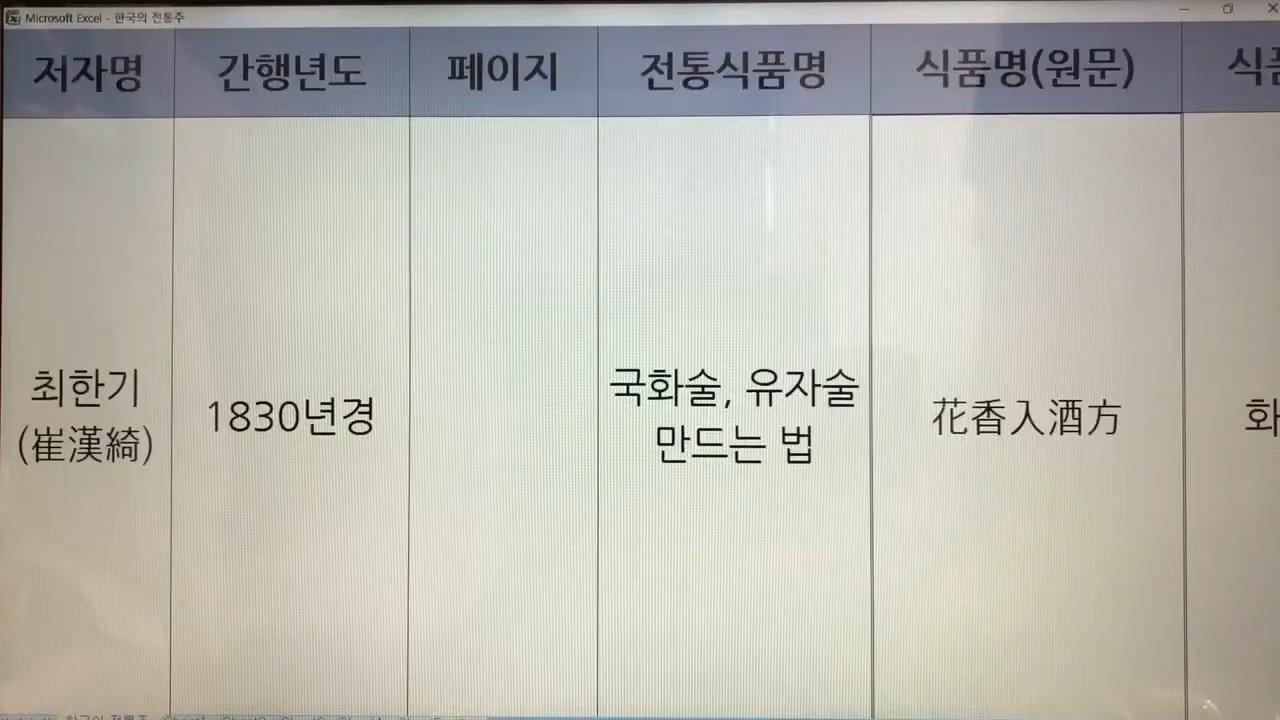 Microsoft Excel - 한국의 전통주
저자명 간행년도 페이지 전통식품명 식품명(원문)
최한기
(崔漢綺)
1830년경
국화술, 유자술
만드는 법
花香入酒方
화